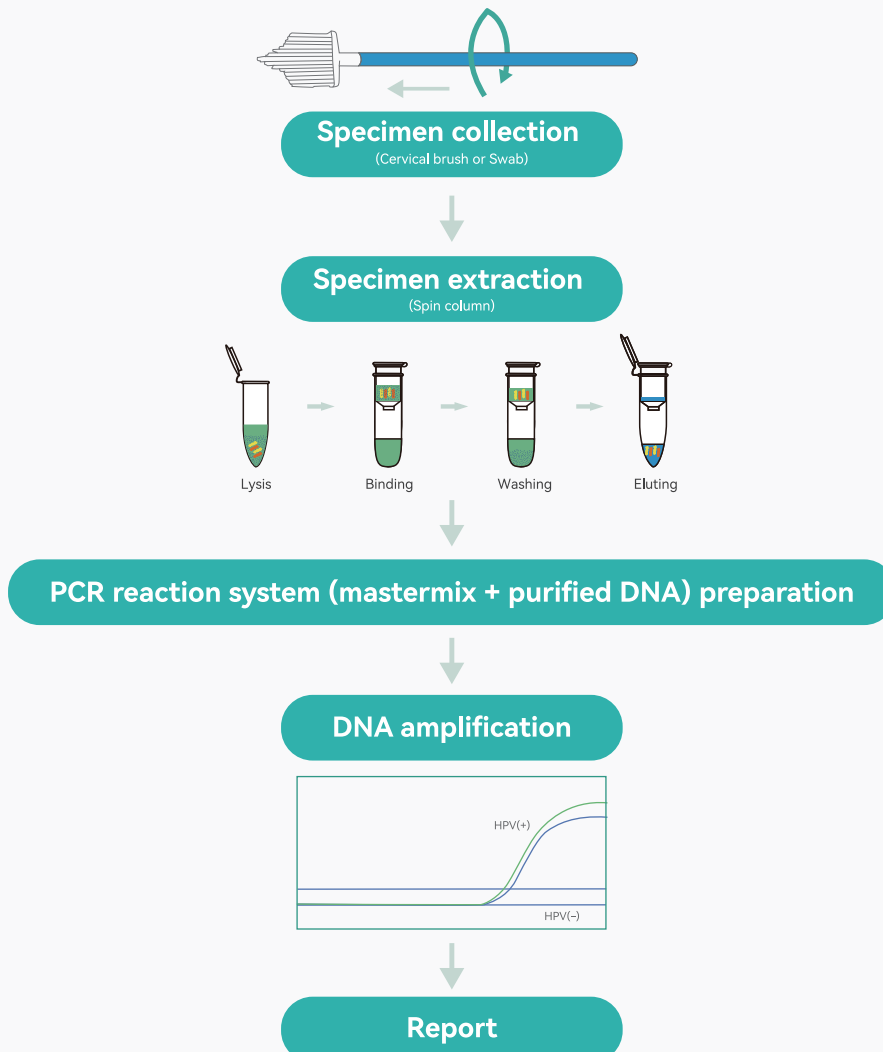 Specimen collection
(Cervical brush or Swab)
Specimen extraction
(Spin column)
Lysis
Binding
Washing
Eluting
PCR reaction system (mastermix + purified DNA) preparation
DNA amplification
HPV(+)
HPV(–)
Report